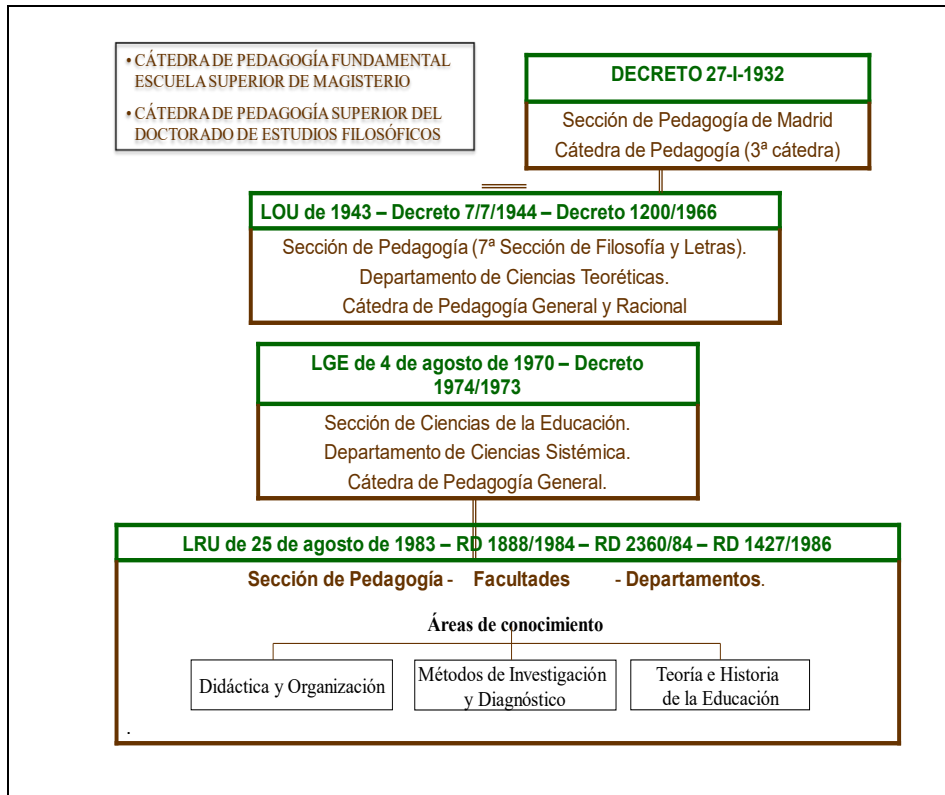 • CÁTEDRA DE PEDAGOGÍA FUNDAMENTAL
ESCUELA SUPERIOR DE MAGISTERIO
• CÁTEDRA DE PEDAGOGÍA SUPERIOR DEL
DOCTORADO DE ESTUDIOS FILOSÓFICOS
DECRETO 27-I-1932
Sección de Pedagogía de Madrid
Cátedra de Pedagogía (3ª cátedra)
LOU de 1943 – Decreto 7/7/1944 – Decreto 1200/1966
Sección de Pedagogía (7ª Sección de Filosofía y Letras).
Departamento de Ciencias Teoréticas.
Cátedra de Pedagogía General y Racional
LGE de 4 de agosto de 1970 – Decreto
1974/1973
Sección de Ciencias de la Educación.
Departamento de Ciencias Sistémica.
Cátedra de Pedagogía General.
LRU de 25 de agosto de 1983 – RD 1888/1984 – RD 2360/84 – RD 1427/1986
Sección de Pedagogía - Facultades - Departamentos.
Áreas de conocimiento
Didáctica y Organización
Métodos de Investigación
y Diagnóstico
Teoría e Historia
de la Educación
.